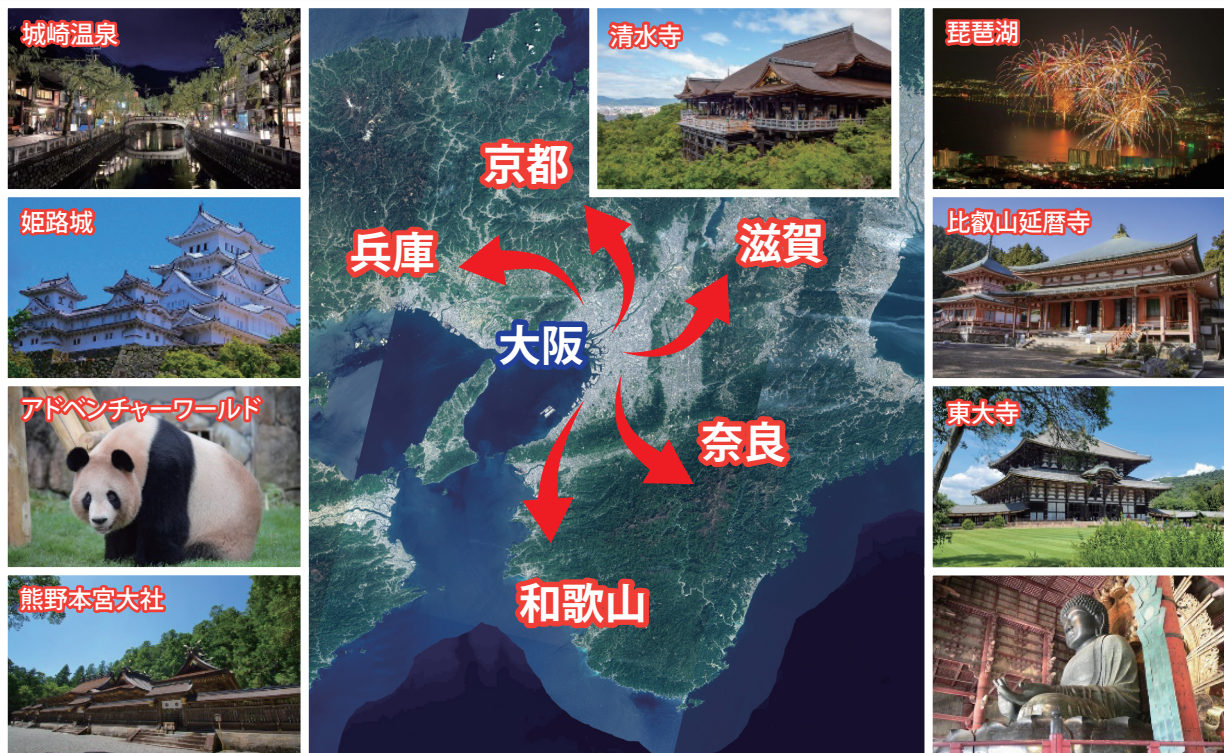 城崎温泉
清水寺
琵琶湖
京都
姫路城
比叡山延暦寺
兵庫
滋賀
大阪
アドベンチャーワールド
東大寺
奈良
熊野本宮大社
和歌山